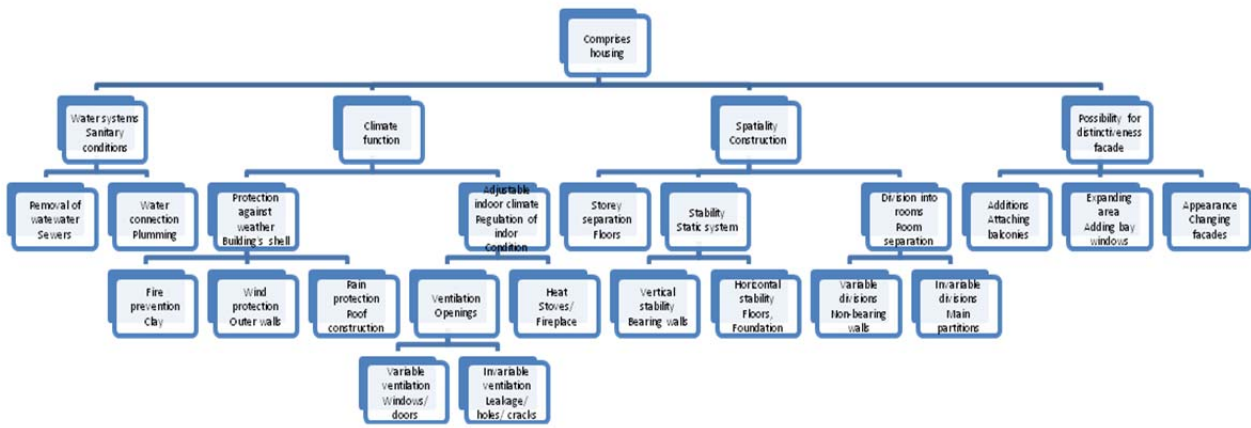 Comprises
housing
Water systems
Sanitary
conditions
Climate
function
Spatiality
Construction
Possibility for
distinctiveness
facade
Removal of
watewater
Sewers
Water
connection
Plumming
Protection
against
weather
Building's shell
Adjustable
indoor climate
Regulation of
indor
Condition
Storey
separation
Floors
Stability
Static system
Division into
rooms
Room
separation
Additions
Attaching
balconies
Expanding
area
Adding bay
windows
Appearance
Changing
facades
Fire
prevention
Clay
Wind
protection
Outer walls
Rain
protection
Roof
construction
Ventilation
Openings
Heat
Stoves/
Fireplace
Vertical
stability
Bearing walls
Horizontal
stability
Floors,
Foundation
Variable
divisions
Non-bearing
walls
Invariable
divisions
Main
partitions
Variable
ventilation
Windows/
doors
Invariable
ventilation
Leakage/
holes/ cracks